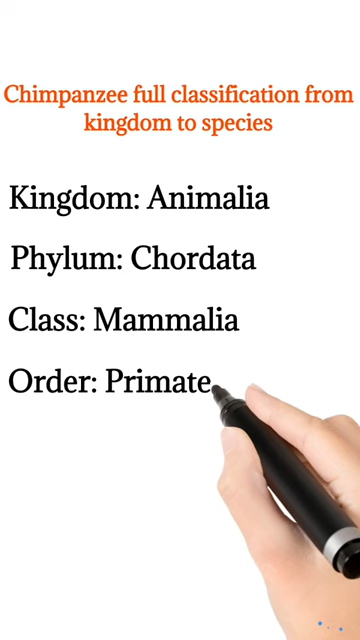 Chimpanzee full classification from
kingdom to species
Kingdom: Animalia
Phylum: Chordata
Class: Mammalia
Order: Primate